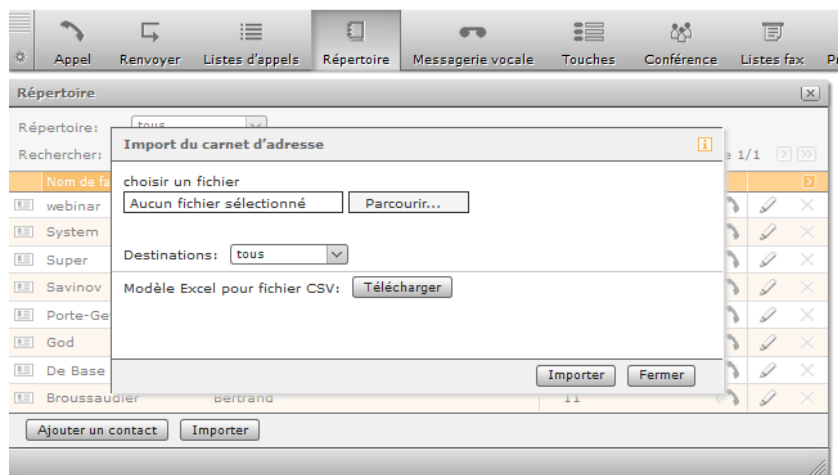 Appel Renvoyer Listes d'appels Répertoire Messagerie vocale Touches Conférence Listes fax
Répertoire
Répertoire: tous
Import du carnet d'adresse
Rechercher: 1/1
choisir un fichier
Nom de fa
Aucun fichier sélectionné Parcourir...
webinar
System
Destinations: tous
Super
Modèle Excel pour fichier CSV: Télécharger
Savinov
Porte-Ge
God
De Base
Importer Fermer
Broussaudier Bertrand 11
Ajouter un contact Importer